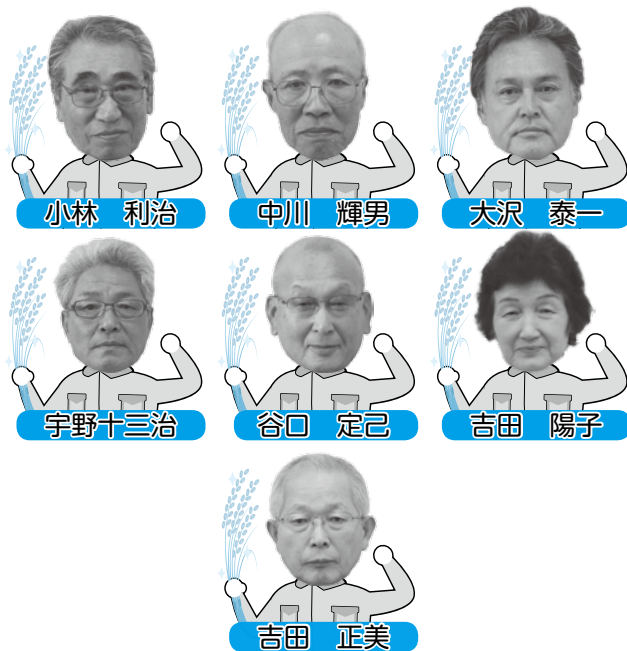 小林　利治
中川　輝男
大沢　泰一
宇野十三治
谷口　定己
吉田　陽子
吉田　正美